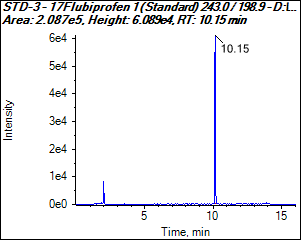 STD-3 - 17Flubiprofen 1 (Standard) 243.0 / 198.9 - D:\...
Area: 2.087e5, Height: 6.089e4, RT: 10.15 min
6e4
5e4
4e4
3e4
2e4
1e4
0e0
10.15
Intensity
5
10
15
Time, min